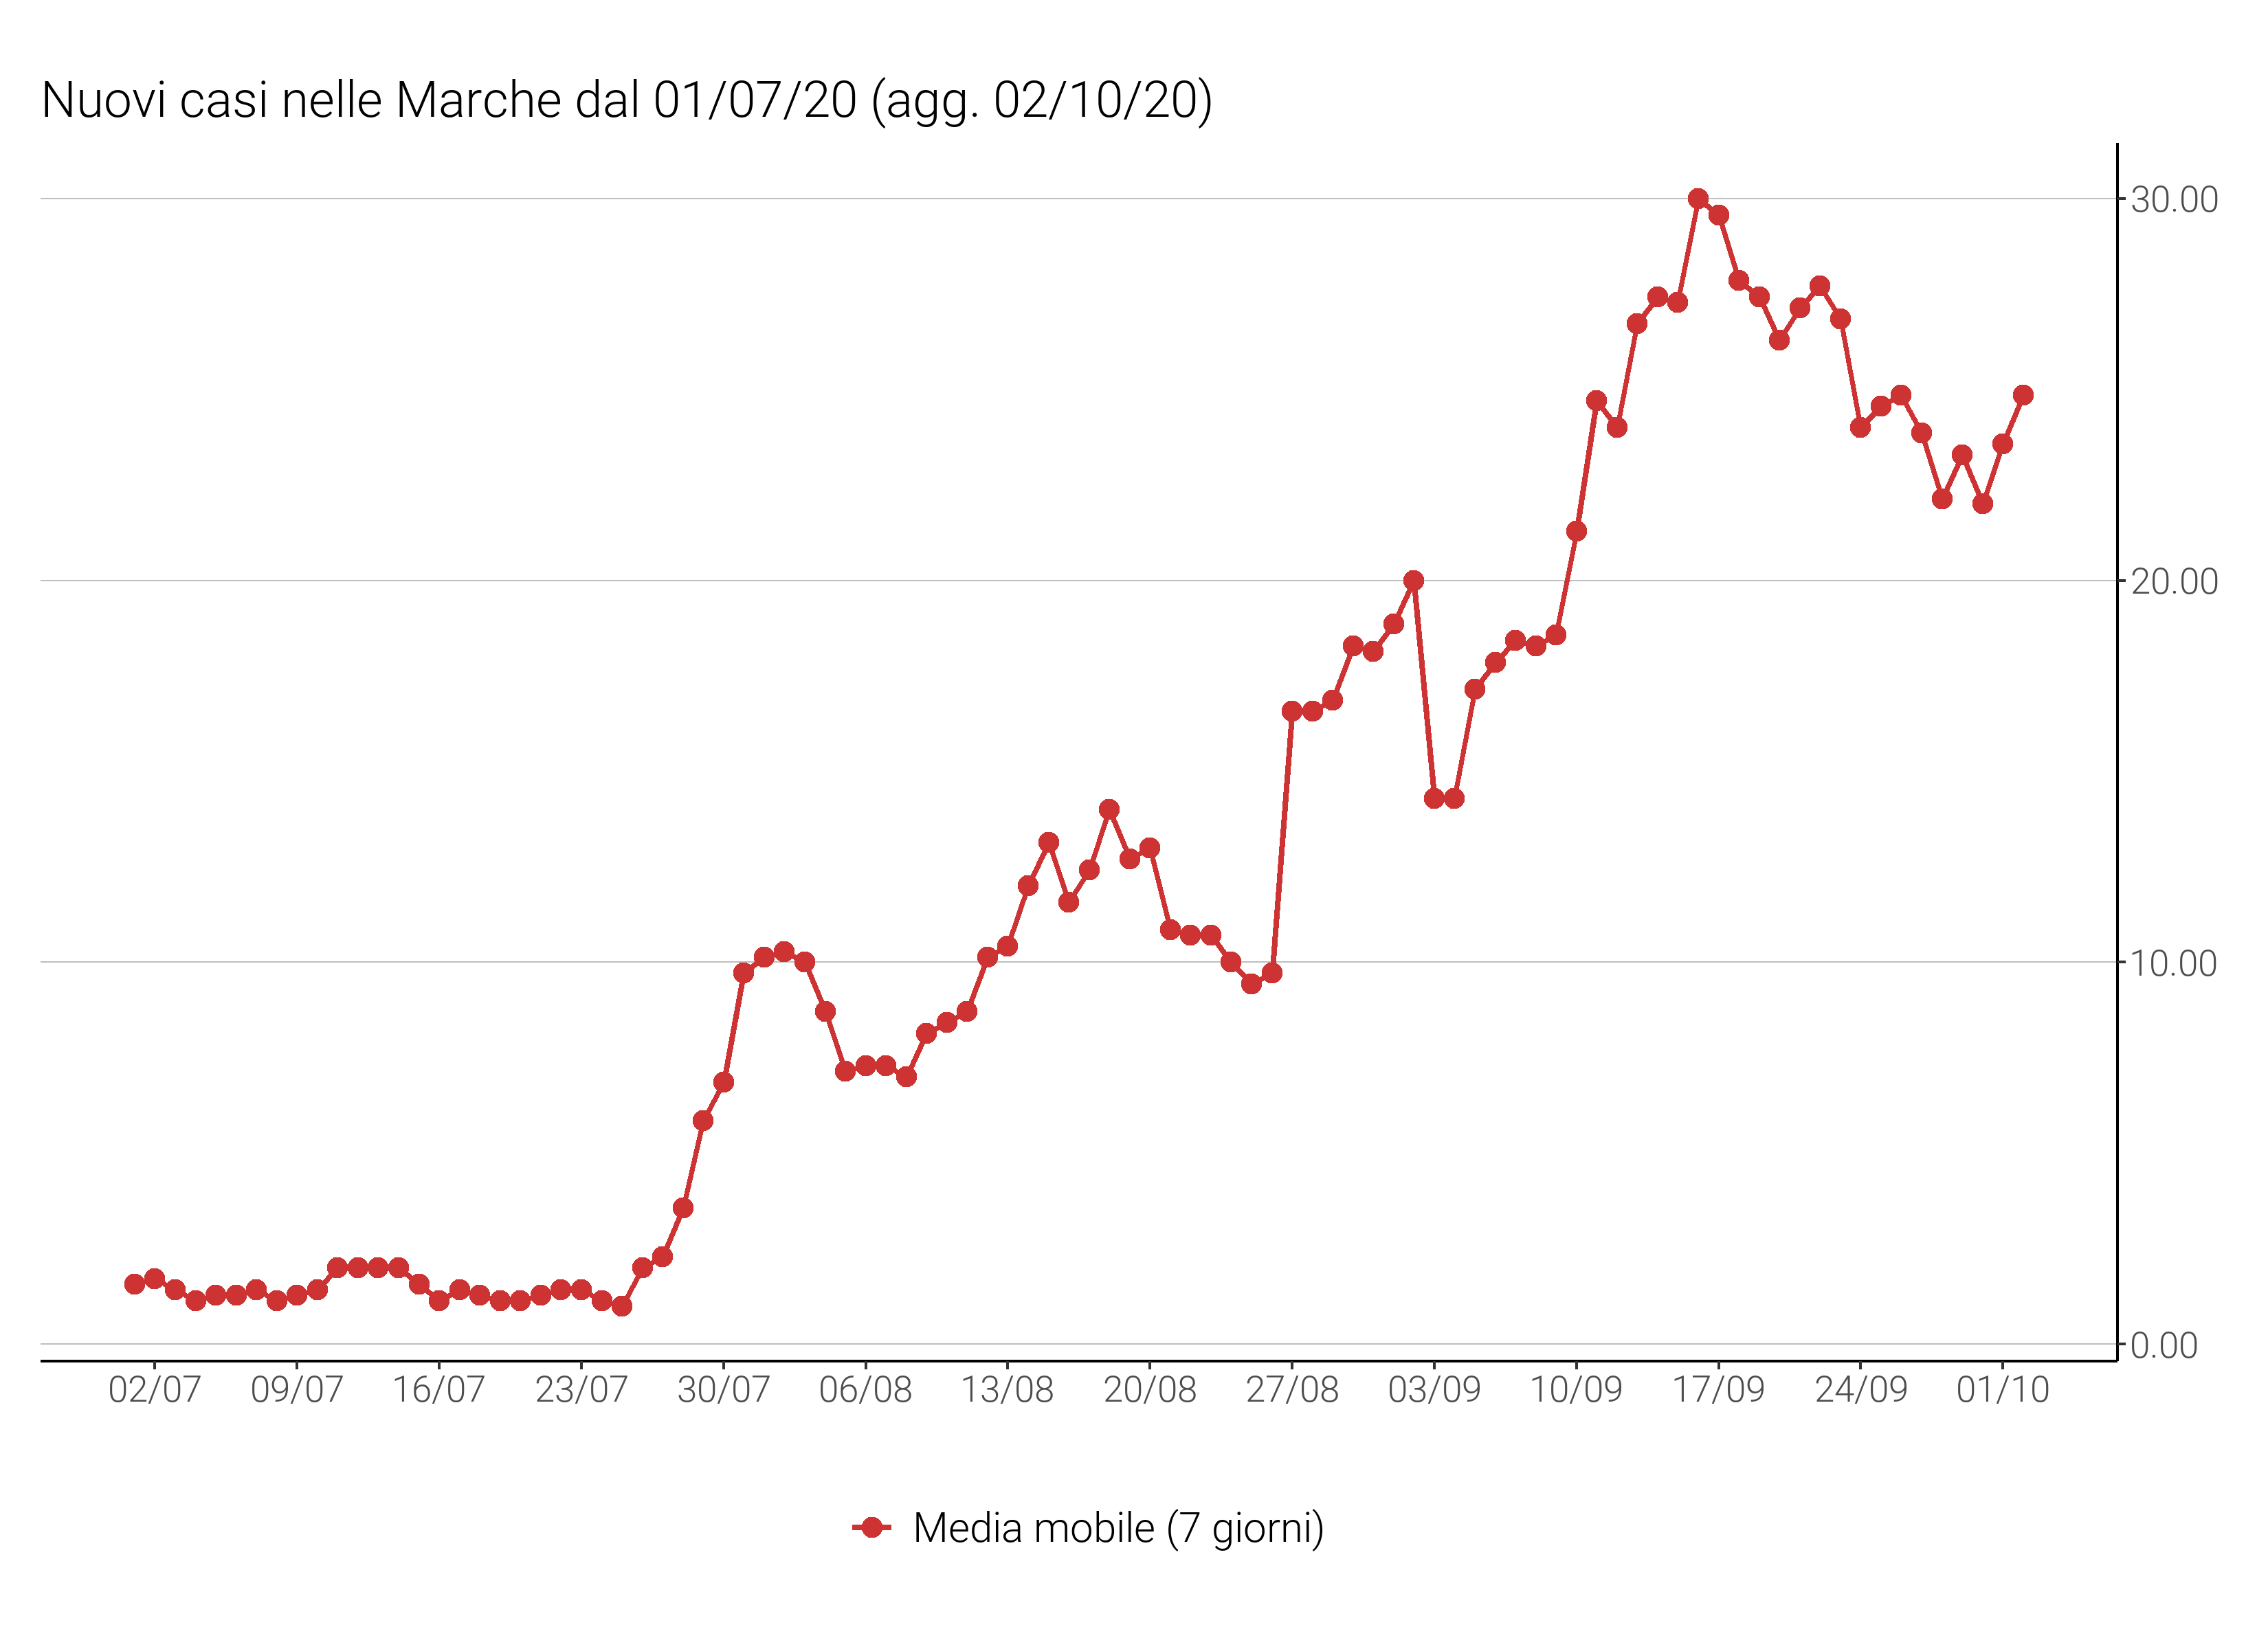 Nuovi casi nelle Marche dal 01/07/20 (agg. 02/10/20)
30.00
20.00
10.00
0.00
02/07 09/07 16/07 23/07 30/07 06/08 13/08 20/08 27/08 03/09 10/09 17/09 24/09 01/10
Media mobile (7 giorni)